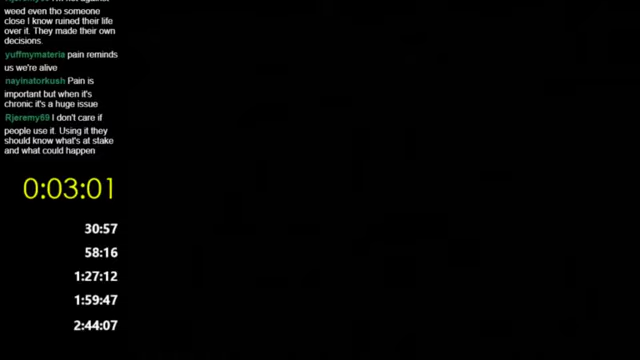 weed even tho someone
close I know ruined their life
over it. They made their own
decisions.
yuffmymateria pain reminds
us we're alive
nayinatorkush Pain is
important but when it's
chronic it's a huge issue
Rjeremy69 I don't care if
people use it. Using it they
should know what's at stake
and what could happen
0:03:01
30:57
58:16
1:27:12
1:59:47
2:44:07